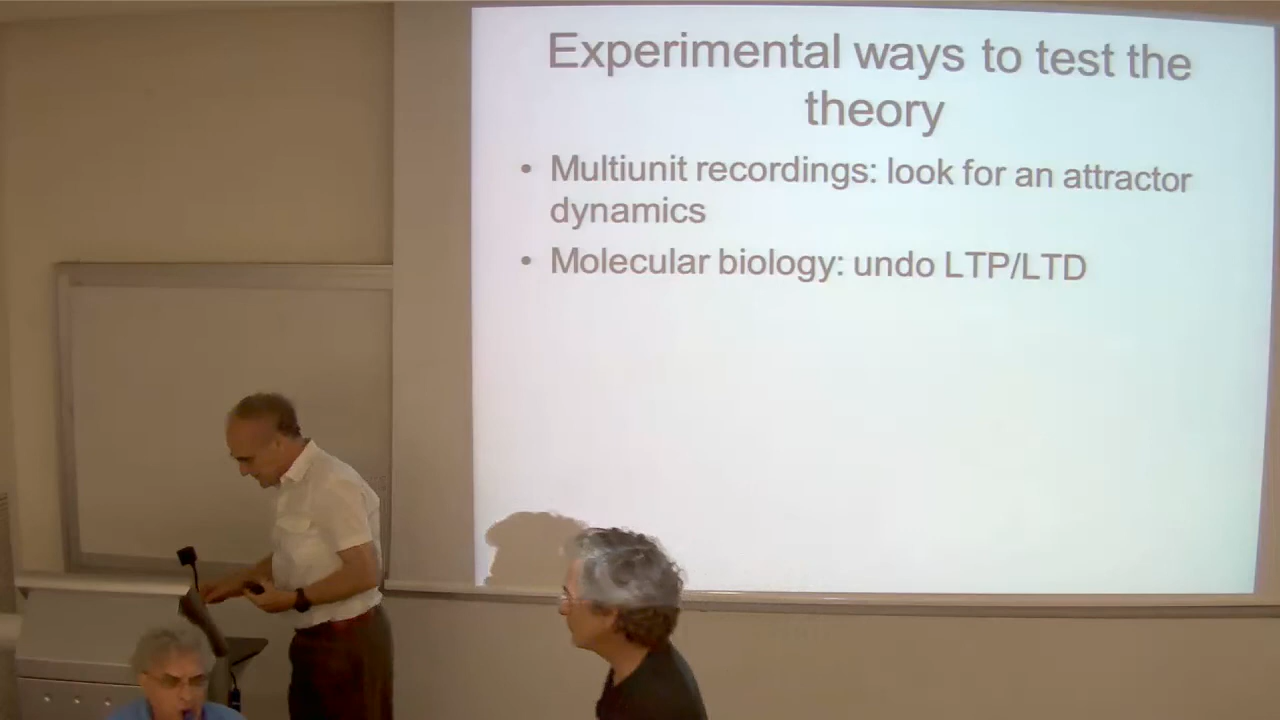 Experimental ways to test the
theory
• Multiunit recordings: look for an attractor
dynamics
• Molecular biology: undo LTP/LTD